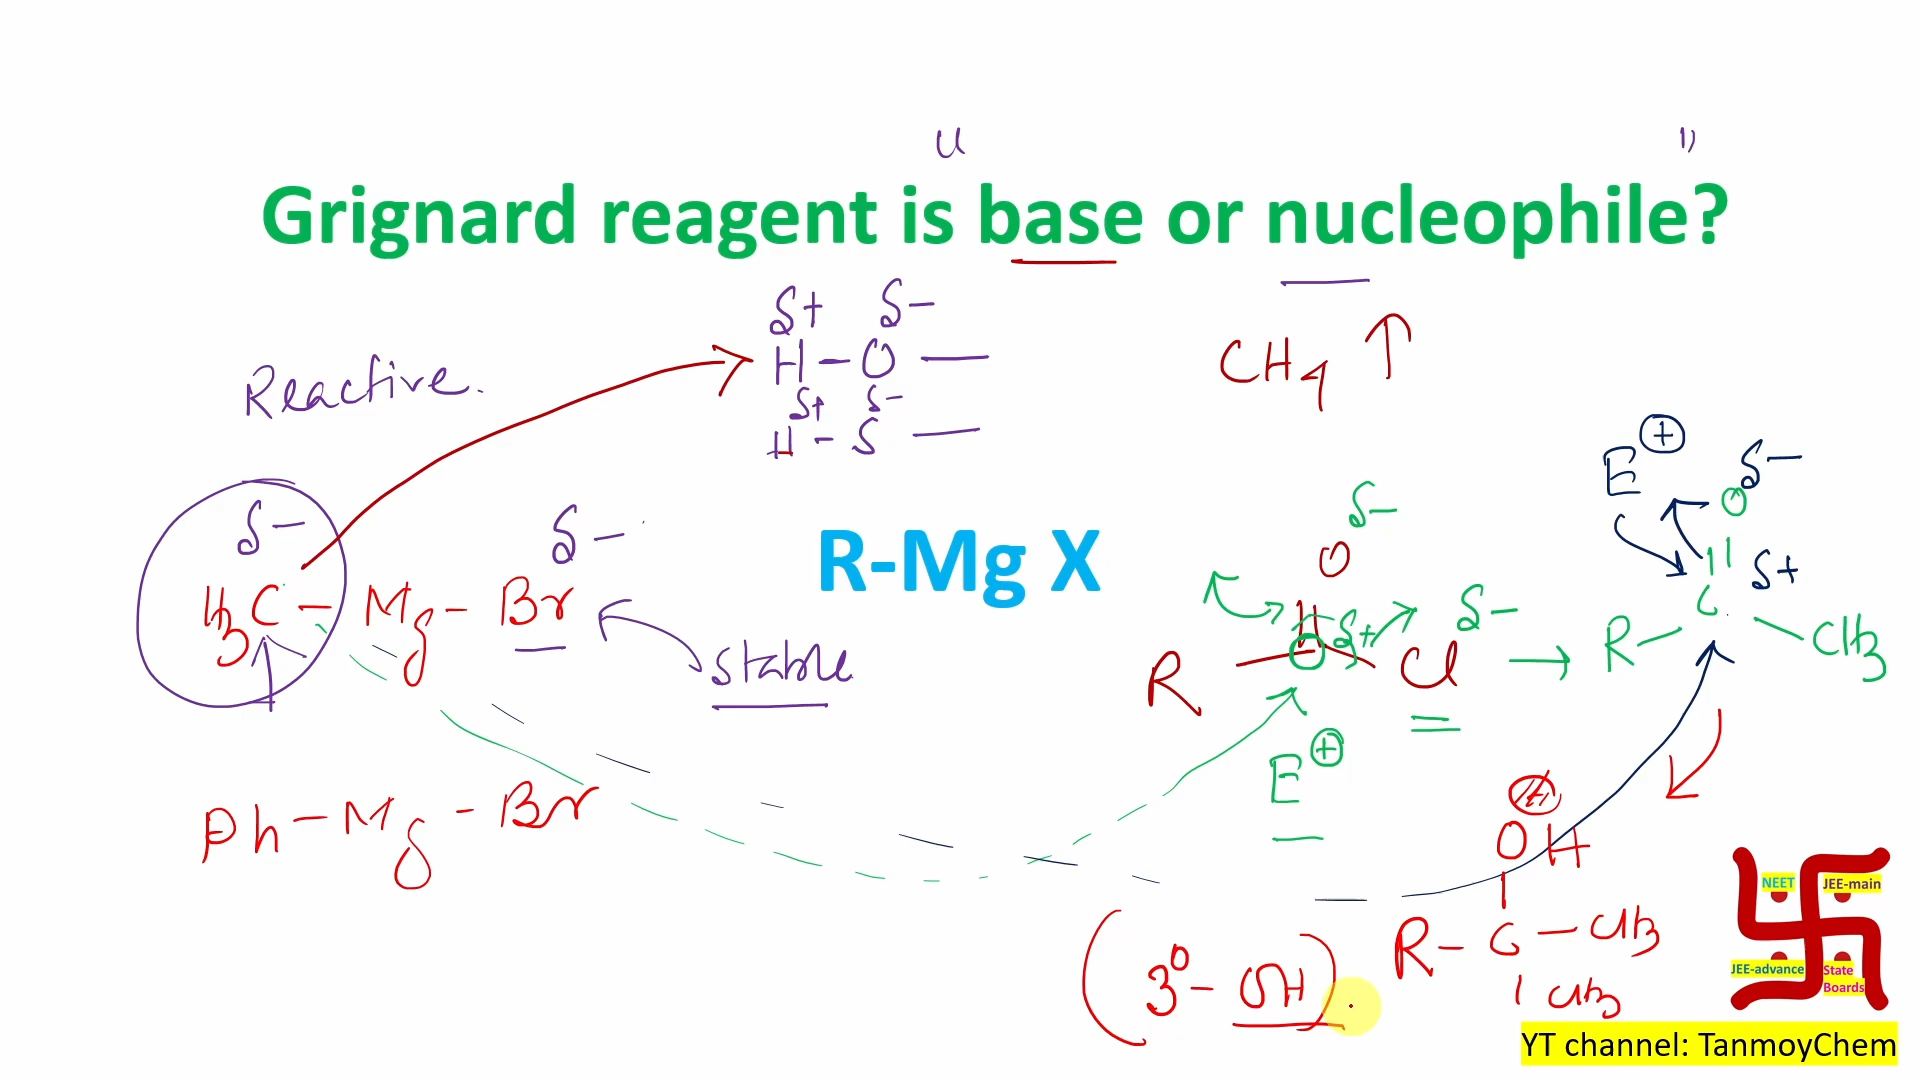 Grignard reagent is base or nucleophile?
δ+ δ−
H – O —
δ+ δ−
H – S —
CH4 ↑
Reactive.
δ− δ−
H3C – Mg – Br
stable
R-Mg X
δ−
O
δ+ δ−
R Cl →
E⊕
E⊕
δ−
O
δ+
R C CH3
Ph – Mg – Br
OH
R – C – CH3
CH3
(3⁰ – OH)
NEET
JEE-main
JEE-advance
State
Boards
YT channel: TanmoyChem